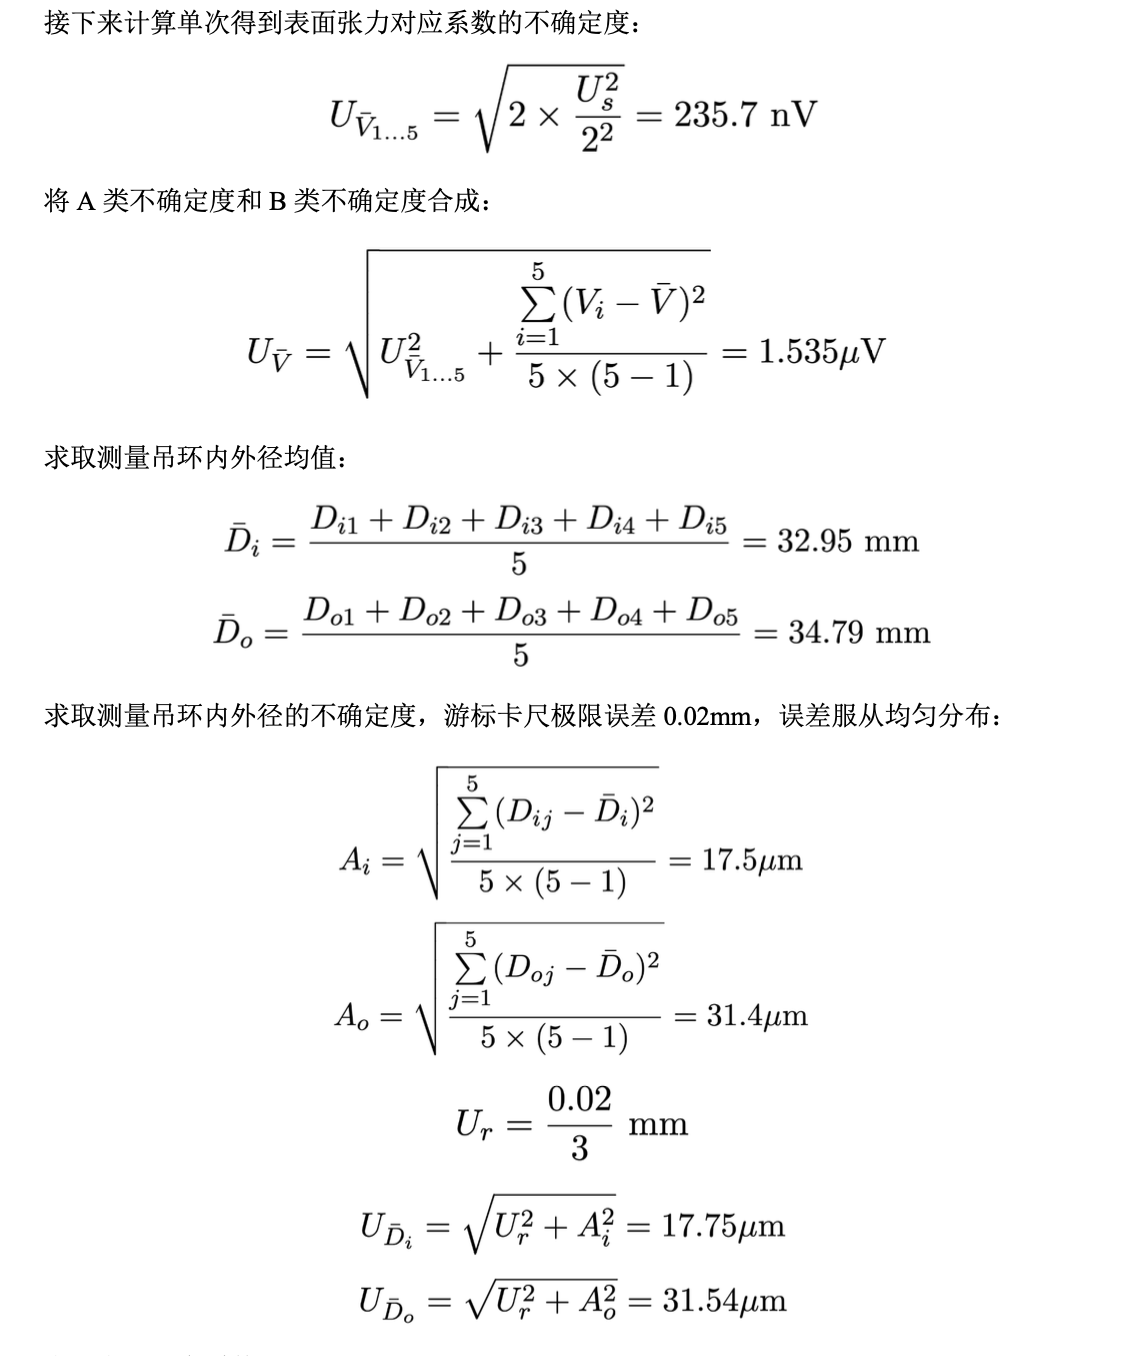 接下来计算单次得到表面张力对应系数的不确定度：
$U_{\bar{V}_{1...5}} = \sqrt{2 \times \frac{U_s^2}{2^2}} = 235.7 \text{ nV}$
将 A 类不确定度和 B 类不确定度合成：
$U_{\bar{V}} = \sqrt{U_{\bar{V}_{1...5}}^2 + \frac{\sum_{i=1}^{5}(V_i - \bar{V})^2}{5 \times (5 - 1)}} = 1.535\mu\text{V}$
求取测量吊环内外径均值：
$\bar{D}_i = \frac{D_{i1} + D_{i2} + D_{i3} + D_{i4} + D_{i5}}{5} = 32.95 \text{ mm}$
$\bar{D}_o = \frac{D_{o1} + D_{o2} + D_{o3} + D_{o4} + D_{o5}}{5} = 34.79 \text{ mm}$
求取测量吊环内外径的不确定度，游标卡尺极限误差 0.02mm，误差服从均匀分布：
$A_i = \sqrt{\frac{\sum_{j=1}^{5}(D_{ij} - \bar{D}_i)^2}{5 \times (5 - 1)}} = 17.5\mu\text{m}$
$A_o = \sqrt{\frac{\sum_{j=1}^{5}(D_{oj} - \bar{D}_o)^2}{5 \times (5 - 1)}} = 31.4\mu\text{m}$
$U_r = \frac{0.02}{3} \text{ mm}$
$U_{\bar{D}_i} = \sqrt{U_r^2 + A_i^2} = 17.75\mu\text{m}$
$U_{\bar{D}_o} = \sqrt{U_r^2 + A_o^2} = 31.54\mu\text{m}$